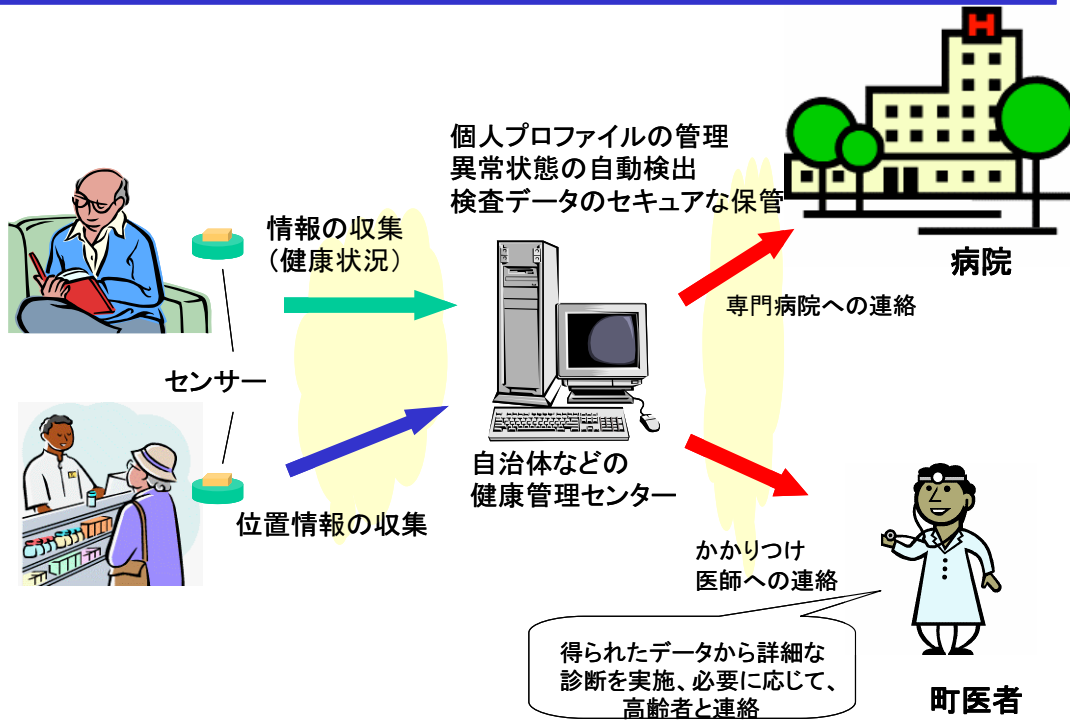 H
個人プロファイルの管理
異常状態の自動検出
検査データのセキュアな保管
情報の収集
（健康状況）
病院
専門病院への連絡
センサー
自治体などの
健康管理センター
位置情報の収集
かかりつけ
医師への連絡
得られたデータから詳細な
診断を実施、必要に応じて、
高齢者と連絡
町医者